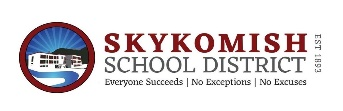 SKYKOMISH
SCHOOL DISTRICT
Everyone Succeeds | No Exceptions | No Excuses
EST 1893